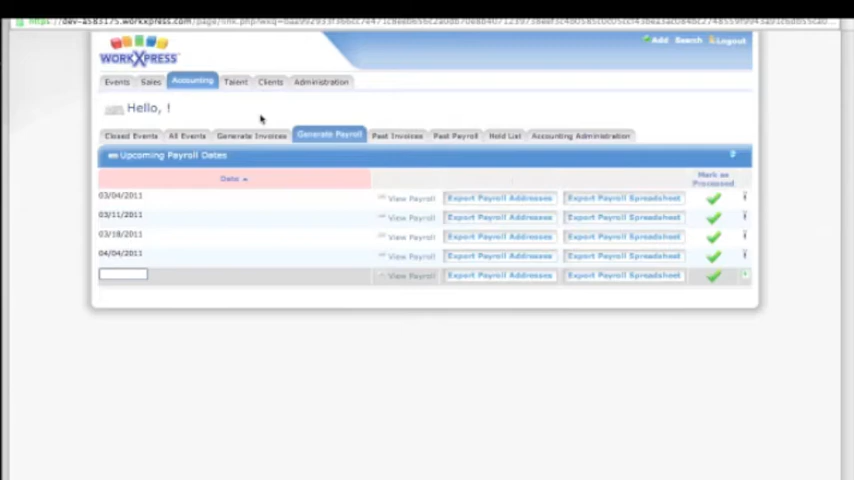 Add Search Logout
WORKXPRESS
Events Sales Accounting Talent Clients Administration
Hello, !
Closed Events All Events Generate Invoices Generate Payroll Past Invoices Past Payroll Hold List Accounting Administration
Upcoming Payroll Dates
Date Mark as
Processed
03/04/2011 View Payroll Export Payroll Addresses Export Payroll Spreadsheet
03/11/2011 View Payroll Export Payroll Addresses Export Payroll Spreadsheet
03/18/2011 View Payroll Export Payroll Addresses Export Payroll Spreadsheet
04/04/2011 View Payroll Export Payroll Addresses Export Payroll Spreadsheet
View Payroll Export Payroll Addresses Export Payroll Spreadsheet